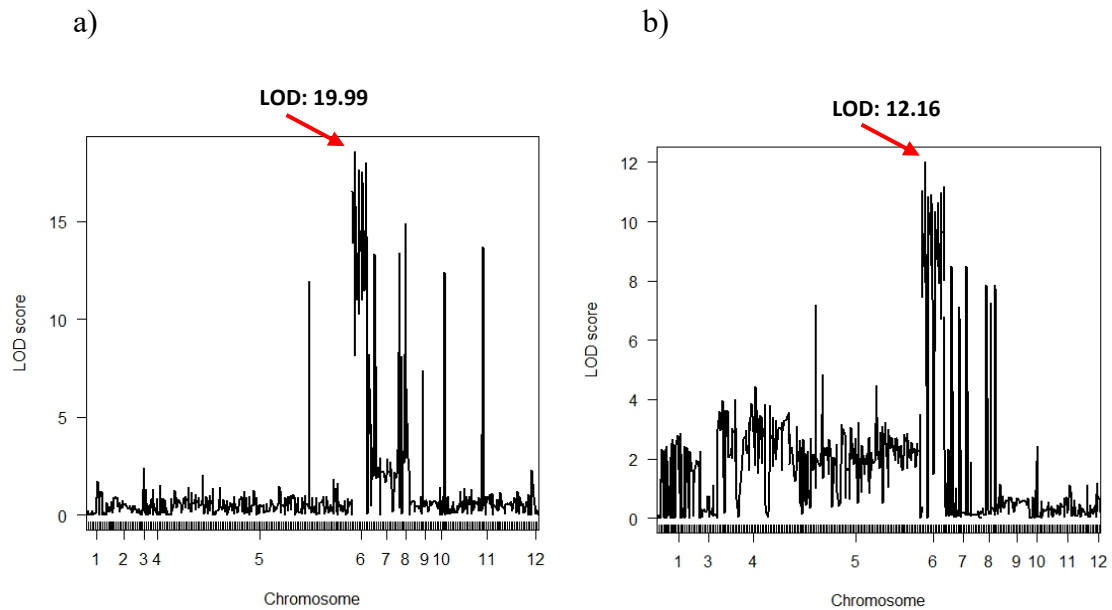 a)
LOD: 19.99
15
10
5
0
LOD score
1 2 3 4 5 6 7 8 9 10 11 12
Chromosome
b)
LOD: 12.16
12
10
8
6
4
2
0
LOD score
1 3 4 5 6 7 8 9 10 11 12
Chromosome